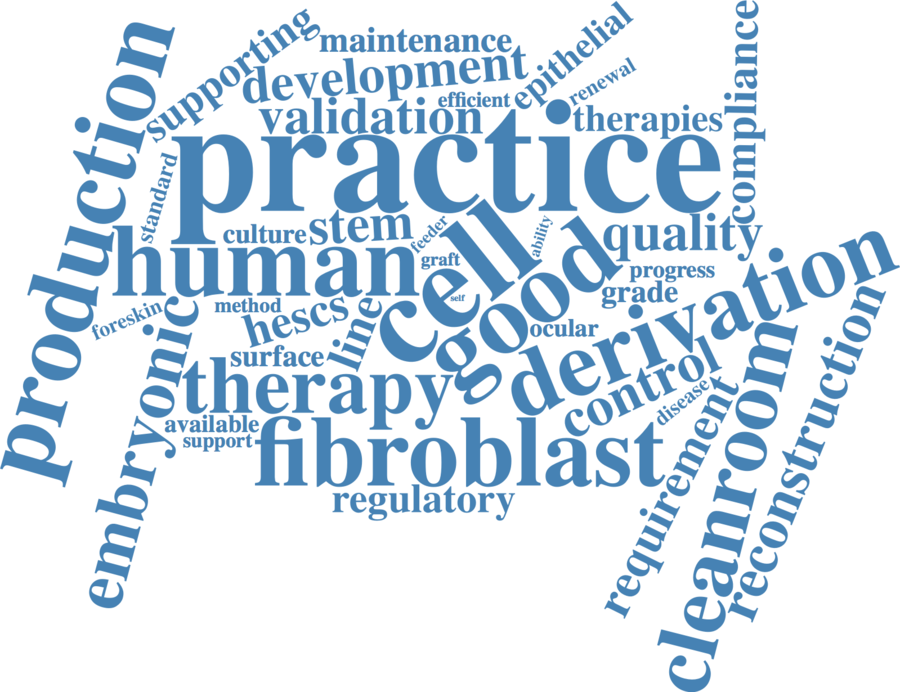 production
supporting
maintenance
development
epithelial
compliance
efficient
renewal
validation
therapies
practice
standard
culture
stem
feeder
ability
quality
human
cell
good
graft
progress
self
grade
derivation
foreskin
method
hescs
line
ocular
embryonic
surface
therapy
control
disease
available
support
fibroblast
regulatory
requirement
cleanroom
reconstruction